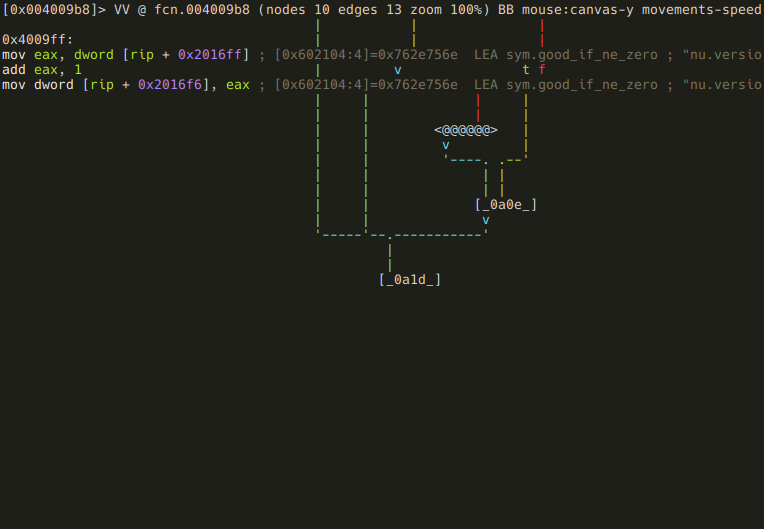 [0x004009b8]> VV @ fcn.004009b8 (nodes 10 edges 13 zoom 100%) BB mouse:canvas-y movements-speed
0x4009ff:
mov eax, dword [rip + 0x2016ff] ; [0x602104:4]=0x762e756e  LEA sym.good_if_ne_zero ; "nu.versio
add eax, 1 v t f
mov dword [rip + 0x2016f6], eax ; [0x602104:4]=0x762e756e  LEA sym.good_if_ne_zero ; "nu.versio
<@@@@@@>
v
[_0a0e_]
v
[_0a1d_]